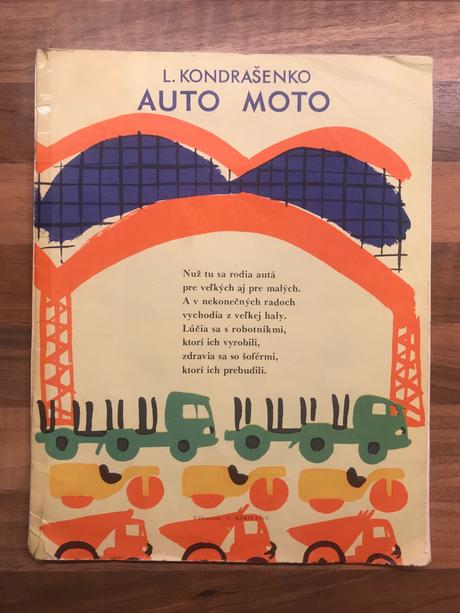 L. KONDRAŠENKO
AUTO MOTO
Nuž tu sa rodia autá
pre veľkých aj pre malých.
A v nekonečných radoch
vychodia z veľkej haly.
Lúčia sa s robotníkmi,
ktorí ich vyrobili,
zdravia sa so šoférmi,
ktorí ich prebudili.